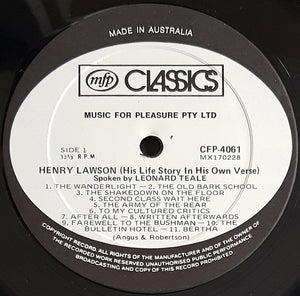 MADE IN AUSTRALIA
mfp CLASSICS
MUSIC FOR PLEASURE PTY LTD
SIDE 1
33⅓ R.P.M
CFP-4061
MX170228
HENRY LAWSON (His Life Story In His Own Verse)
Spoken by LEONARD TEALE
1. THE WANDERLIGHT - 2. THE OLD BARK SCHOOL
3. THE SHAKEDOWN ON THE FLOOR
4. SECOND CLASS WAIT HERE
5. THE ARMY OF THE REAR
6. TO MY CULTURED CRITICS
7. AFTER ALL - 8. WRITTEN AFTERWARDS
9. FAREWELL TO THE BUSHMEN - 10. THE
BULLETIN HOTEL - 11. BERTHA
(Angus & Robertson)
COPYRIGHT RECORD. ALL RIGHTS OF THE MANUFACTURER AND OF THE OWNER OF
THE RECORDED WORK RESERVED. UNAUTHORISED PUBLIC PERFORMANCE
BROADCASTING AND COPYING OF THIS RECORD PROHIBITED